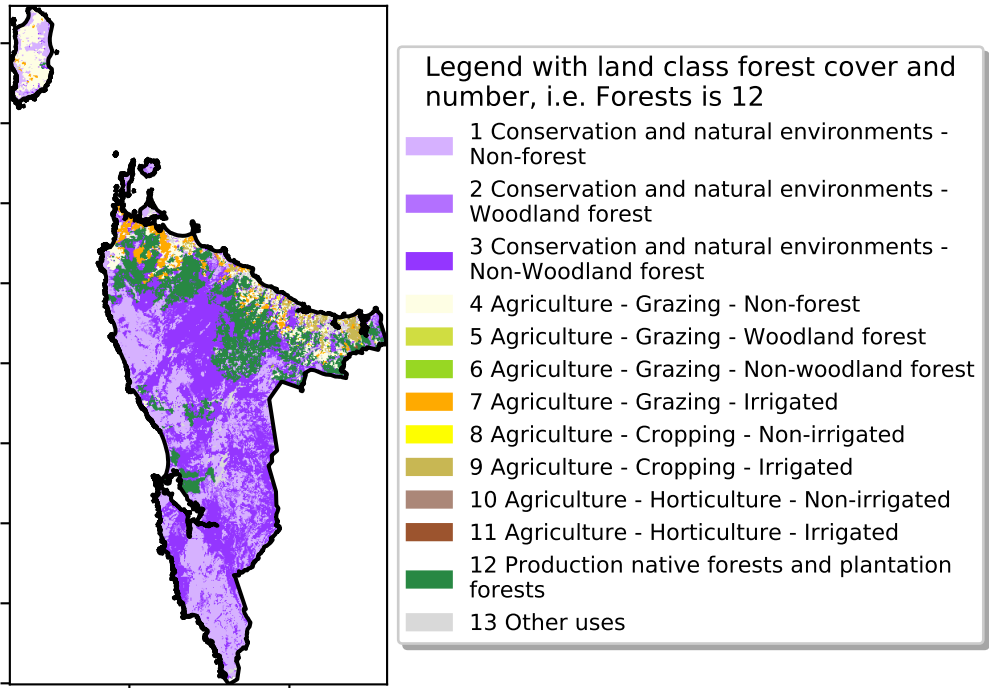 Legend with land class forest cover and
number, i.e. Forests is 12
1 Conservation and natural environments -
Non-forest
2 Conservation and natural environments -
Woodland forest
3 Conservation and natural environments -
Non-Woodland forest
4 Agriculture - Grazing - Non-forest
5 Agriculture - Grazing - Woodland forest
6 Agriculture - Grazing - Non-woodland forest
7 Agriculture - Grazing - Irrigated
8 Agriculture - Cropping - Non-irrigated
9 Agriculture - Cropping - Irrigated
10 Agriculture - Horticulture - Non-irrigated
11 Agriculture - Horticulture - Irrigated
12 Production native forests and plantation
forests
13 Other uses